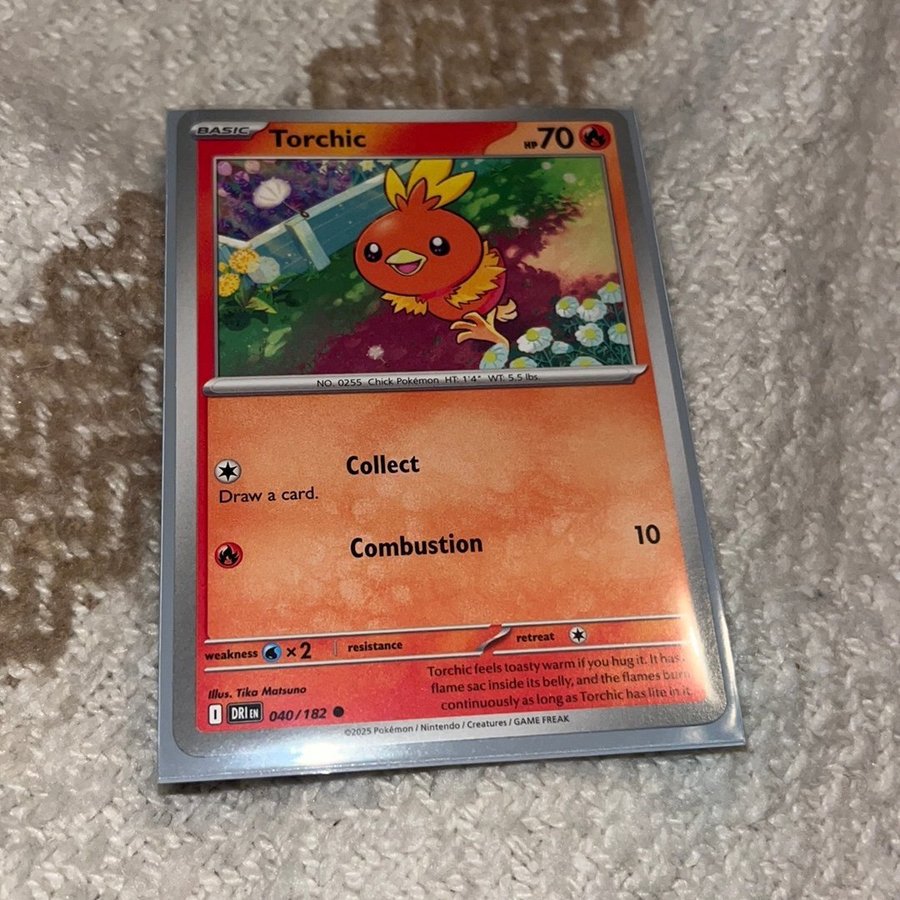 BASIC Torchic HP 70
NO. 0255 Chick Pokémon HT: 1'4" WT: 5.5 lbs.
Collect
Draw a card.
Combustion 10
weakness ×2 resistance retreat
Illus. Tika Matsuno
Torchic feels toasty warm if you hug it. It has a
flame sac inside its belly, and the flames burn
continuously as long as Torchic has life in it.
I DRI EN 040/182
©2025 Pokémon / Nintendo / Creatures / GAME FREAK